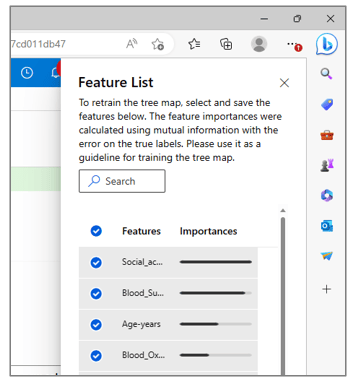 7cd011db47
Feature List
To retrain the tree map, select and save the
features below. The feature importances were
calculated using mutual information with the
error on the true labels. Please use it as a
guideline for training the tree map.
Search
Features Importances
Social_ac...
Blood_Su...
Age-years
Blood_Ox...